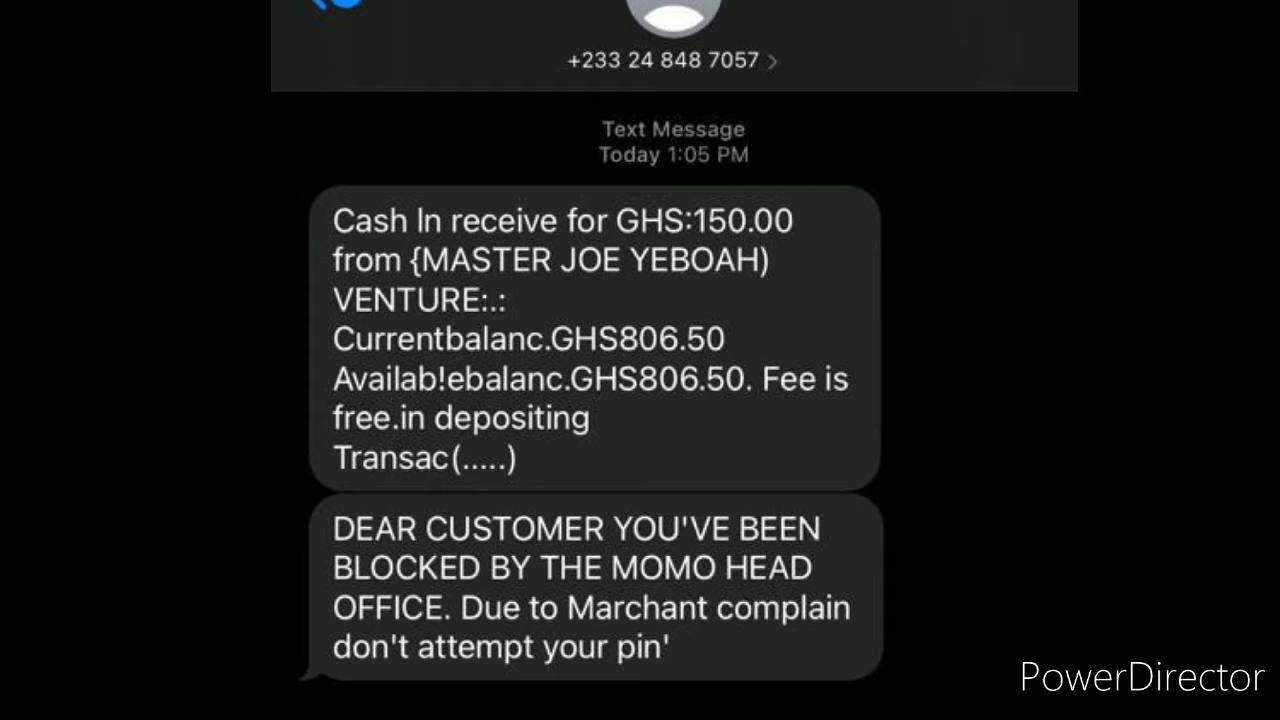 +233 24 848 7057 >
Text Message
Today 1:05 PM
Cash In receive for GHS:150.00
from {MASTER JOE YEBOAH)
VENTURE:.:
Currentbalanc.GHS806.50
Availab!ebalanc.GHS806.50. Fee is
free.in depositing
Transac(.....)
DEAR CUSTOMER YOU'VE BEEN
BLOCKED BY THE MOMO HEAD
OFFICE. Due to Marchant complain
don't attempt your pin'
PowerDirector